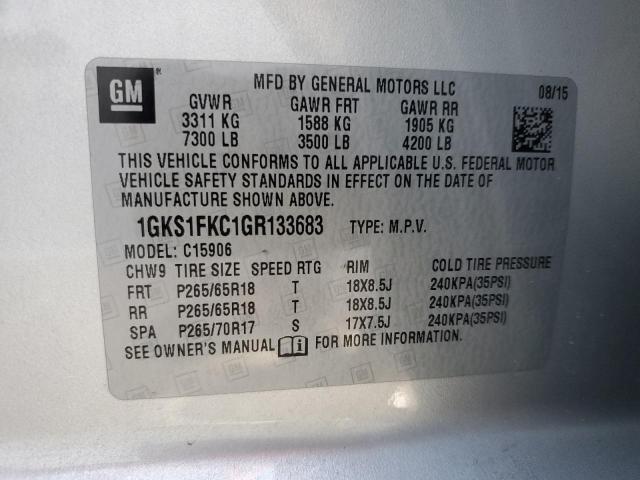 GM
MFD BY GENERAL MOTORS LLC 08/15
GVWR GAWR FRT GAWR RR
3311 KG 1588 KG 1905 KG
7300 LB 3500 LB 4200 LB
THIS VEHICLE CONFORMS TO ALL APPLICABLE U.S. FEDERAL MOTOR
VEHICLE SAFETY STANDARDS IN EFFECT ON THE DATE OF
MANUFACTURE SHOWN ABOVE.
1GKS1FKC1GR133683 TYPE: M.P.V.
MODEL: C15906
CHW9 TIRE SIZE SPEED RTG RIM COLD TIRE PRESSURE
FRT P265/65R18 T 18X8.5J 240KPA(35PSI)
RR P265/65R18 T 18X8.5J 240KPA(35PSI)
SPA P265/70R17 S 17X7.5J 240KPA(35PSI)
SEE OWNER'S MANUAL FOR MORE INFORMATION.